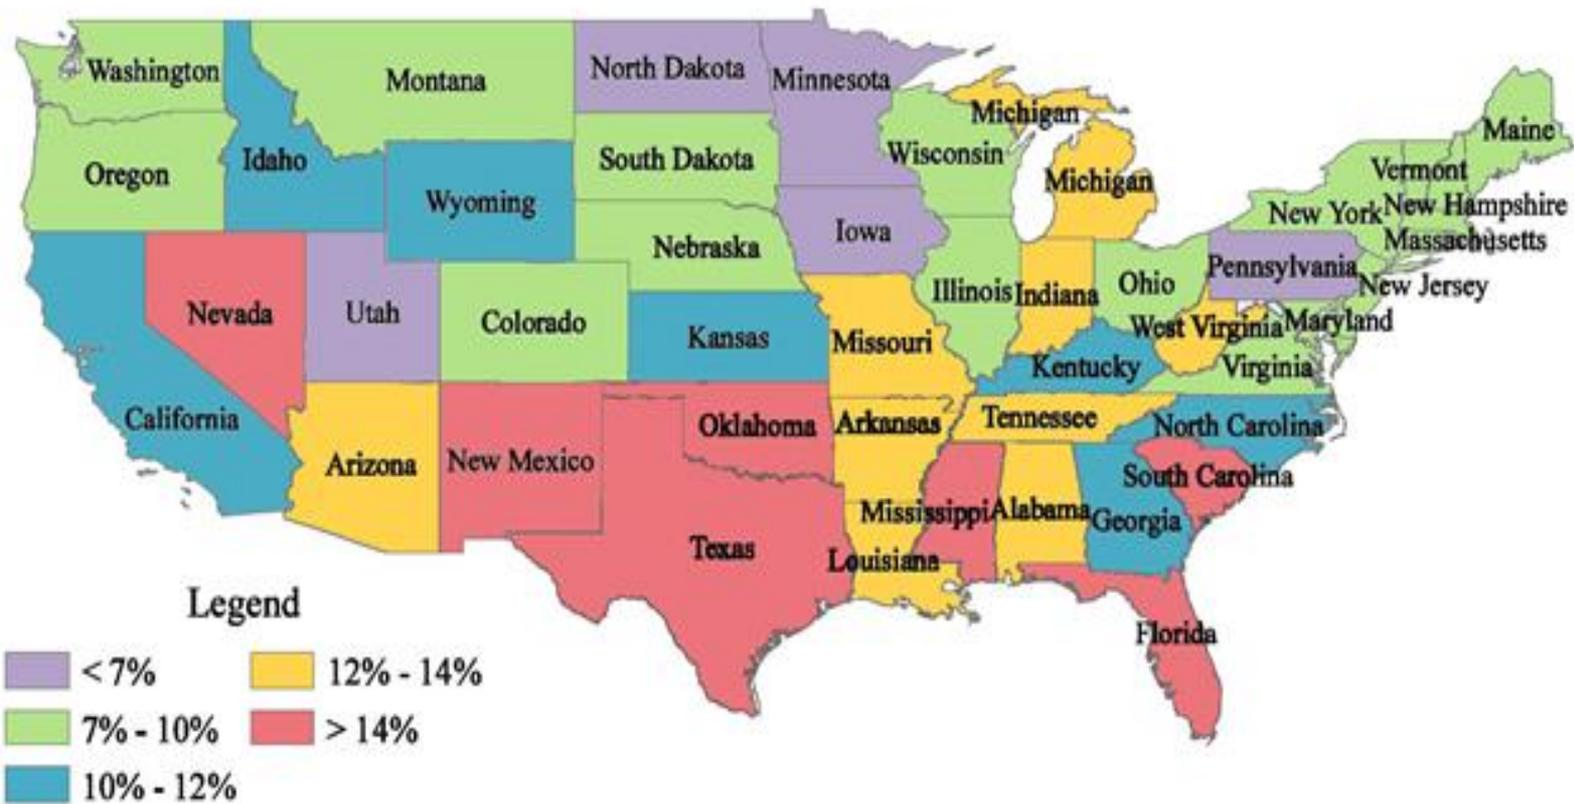 Washington
Montana
North Dakota
Minnesota
Michigan
Maine
Oregon
Idaho
South Dakota
Wisconsin
Michigan
Vermont
Wyoming
New York
New Hampshire
Nebraska
Iowa
Massachusetts
Nevada
Utah
Colorado
Illinois
Indiana
Ohio
Pennsylvania
New Jersey
Kansas
Missouri
West Virginia
Maryland
Kentucky
Virginia
California
Arizona
New Mexico
Oklahoma
Arkansas
Tennessee
North Carolina
South Carolina
Texas
Mississippi
Alabama
Georgia
Louisiana
Florida
Legend
< 7%
12% - 14%
7% - 10%
> 14%
10% - 12%